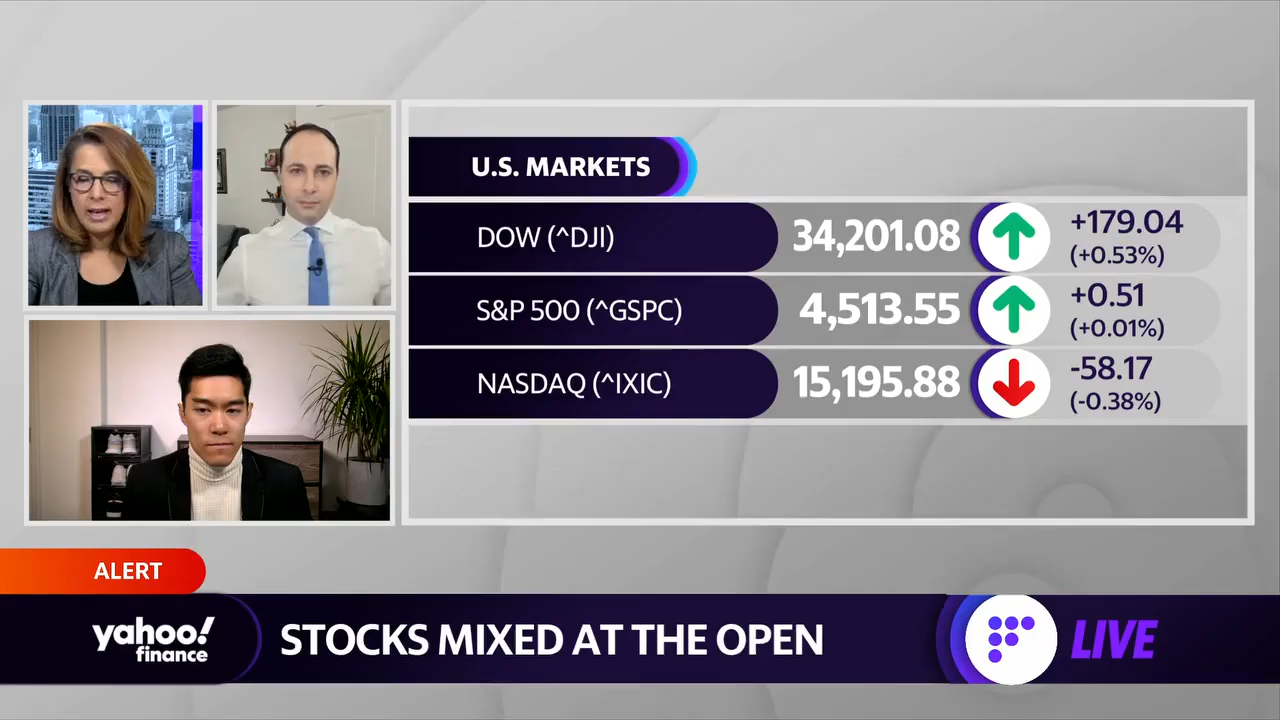 U.S. MARKETS
DOW (^DJI) 34,201.08 +179.04 (+0.53%)
S&P 500 (^GSPC) 4,513.55 +0.51 (+0.01%)
NASDAQ (^IXIC) 15,195.88 -58.17 (-0.38%)
ALERT
yahoo! finance
STOCKS MIXED AT THE OPEN
LIVE